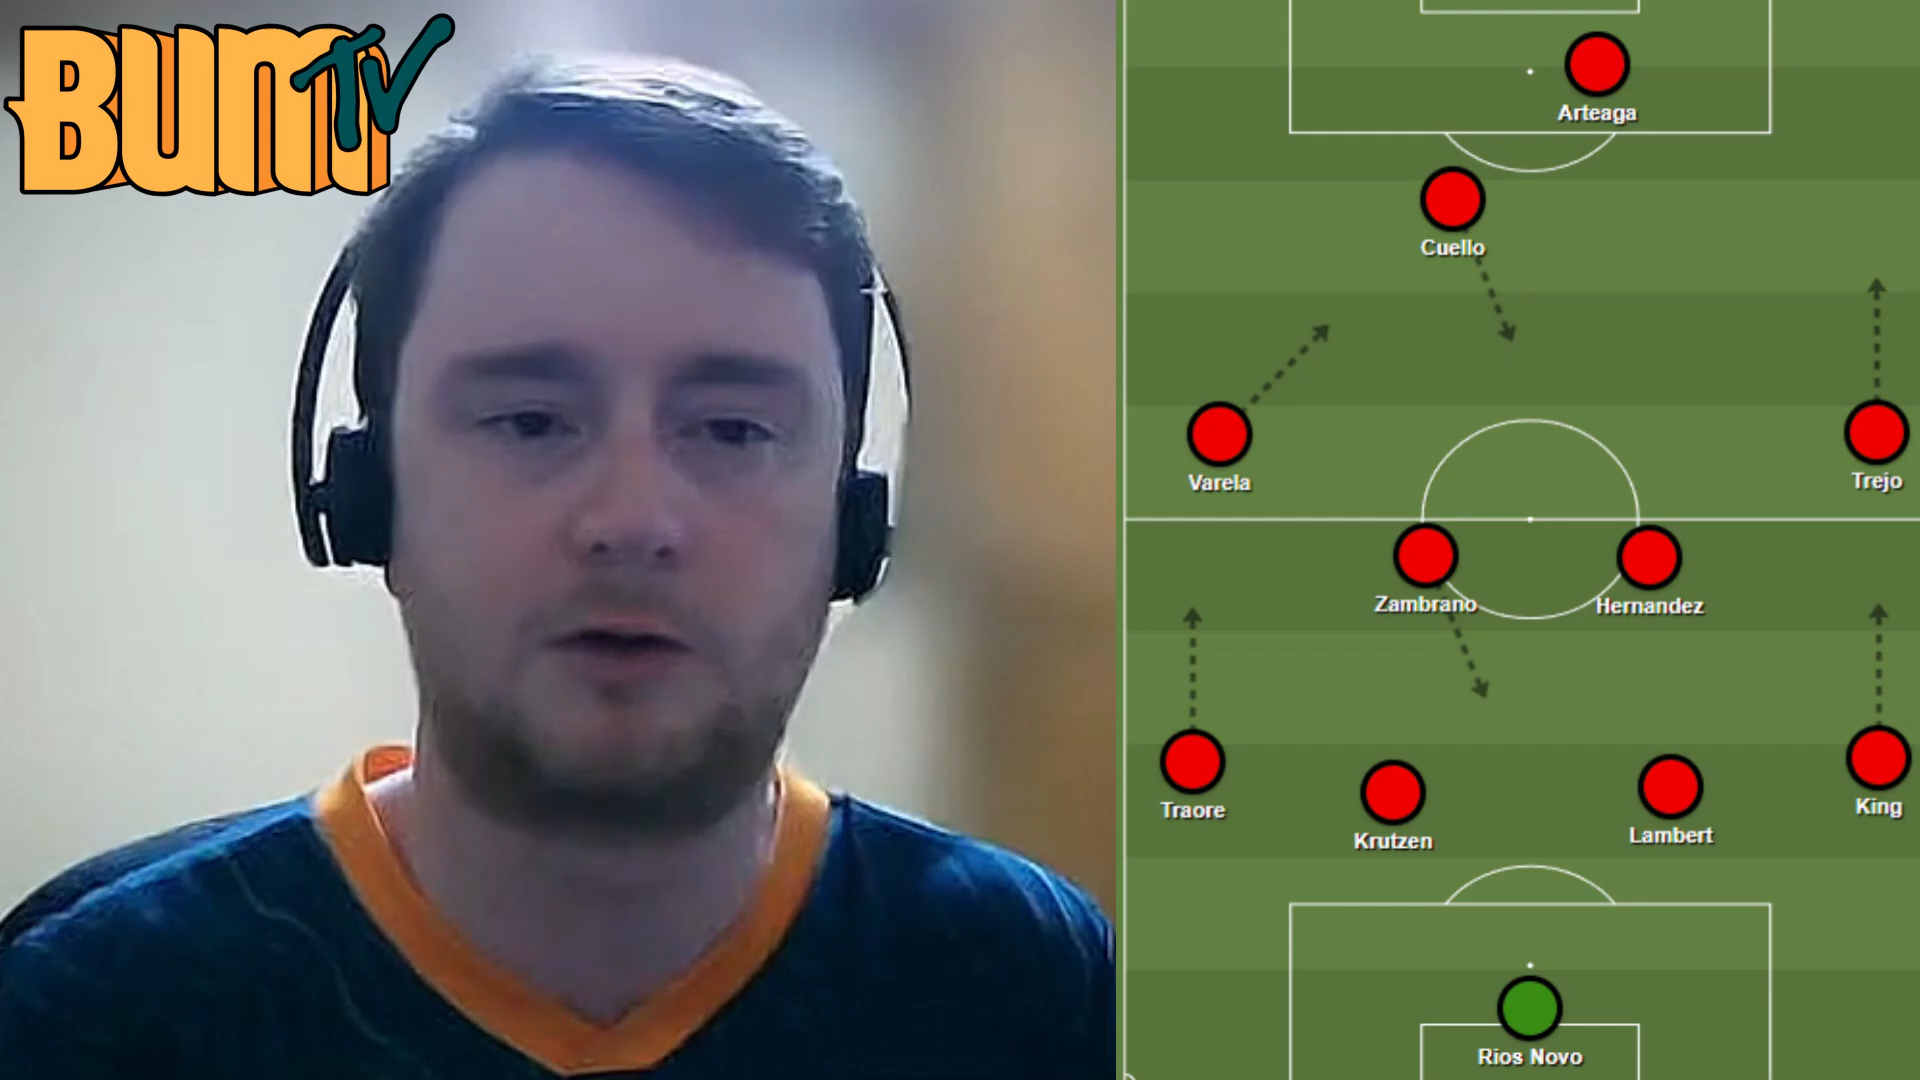 BUM TV
Arteaga
Cuello
Varela
Trejo
Zambrano
Hernandez
Traore
King
Krutzen
Lambert
Rios Novo